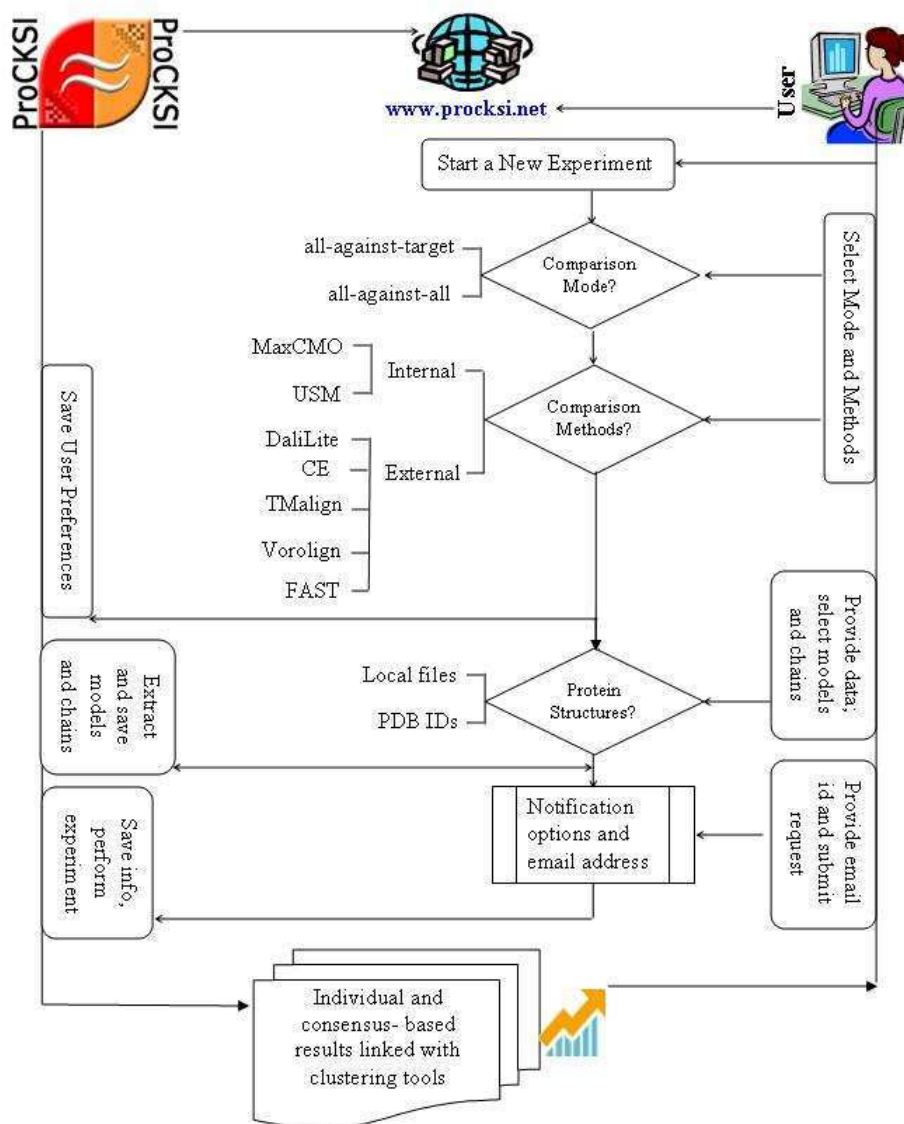 ProCKSI
ProCKSI
www.procksi.net
User
Start a New Experiment
Comparison
Mode?
all-against-target
all-against-all
Select Mode and Methods
Comparison
Methods?
Internal
MaxCMO
USM
External
DaliLite
CE
TMalign
Vorolign
FAST
Save User Preferences
Protein
Structures?
Local files
PDB IDs
Provide data;
select models
and chains
Extract
and save
models
and chains
Notification
options and
email address
Provide email
id and submit
request
Save info,
perform
experiment
Individual and
consensus- based
results linked with
clustering tools